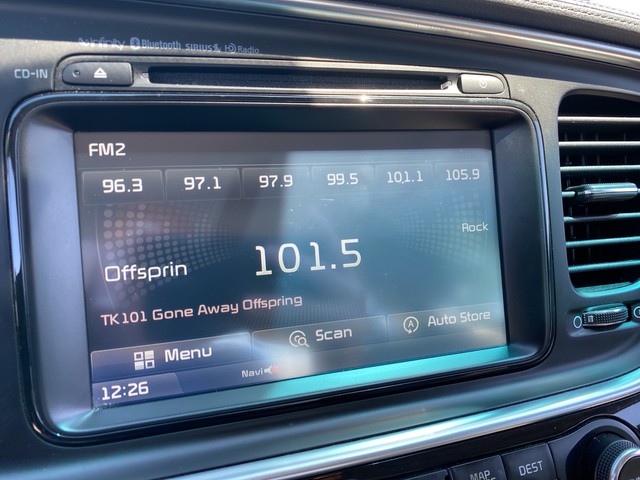 infinity Bluetooth SIRIUS HD Radio
CD-IN
FM2
96.3 97.1 97.9 99.5 101.1 105.9
Rock
Offsprin 101.5
TK101 Gone Away Offspring
Menu Scan Auto Store
12:26 Navi
MAP DEST